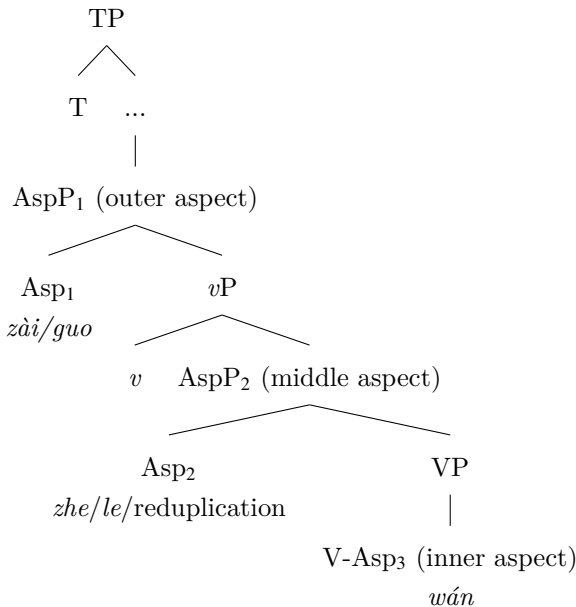 TP
T ...
AspP₁ (outer aspect)
Asp₁ vP
zài/guo
v AspP₂ (middle aspect)
Asp₂ VP
zhe/le/reduplication
V-Asp₃ (inner aspect)
wán